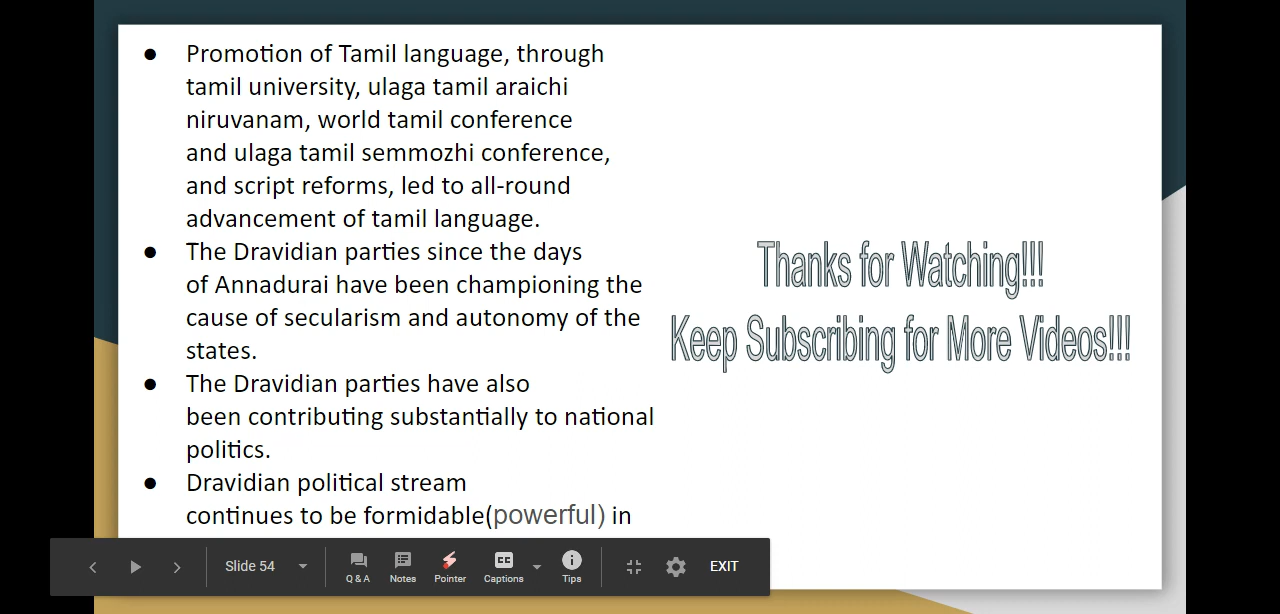 ● Promotion of Tamil language, through
tamil university, ulaga tamil araichi
niruvanam, world tamil conference
and ulaga tamil semmozhi conference,
and script reforms, led to all-round
advancement of tamil language.
● The Dravidian parties since the days
of Annadurai have been championing the
cause of secularism and autonomy of the
states.
● The Dravidian parties have also
been contributing substantially to national
politics.
● Dravidian political stream
continues to be formidable(powerful) in
Thanks for Watching!!!
Keep Subscribing for More Videos!!!
Slide 54
Q & A
Notes
Pointer
CC
Captions
Tips
EXIT